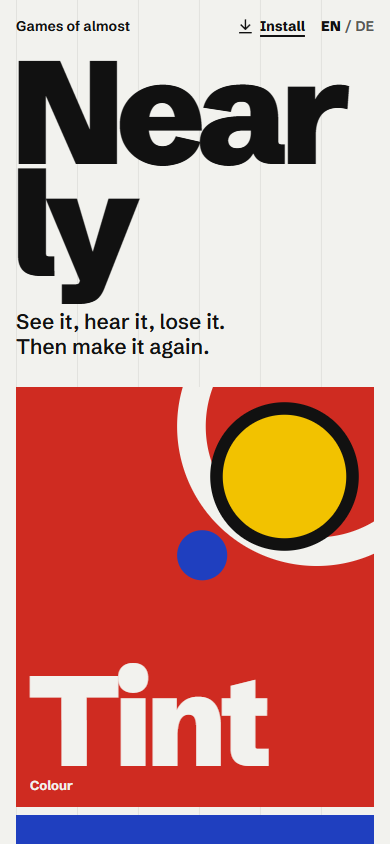 Games of almost
Install
EN / DE
Near
ly
See it, hear it, lose it.
Then make it again.
Tint
Colour